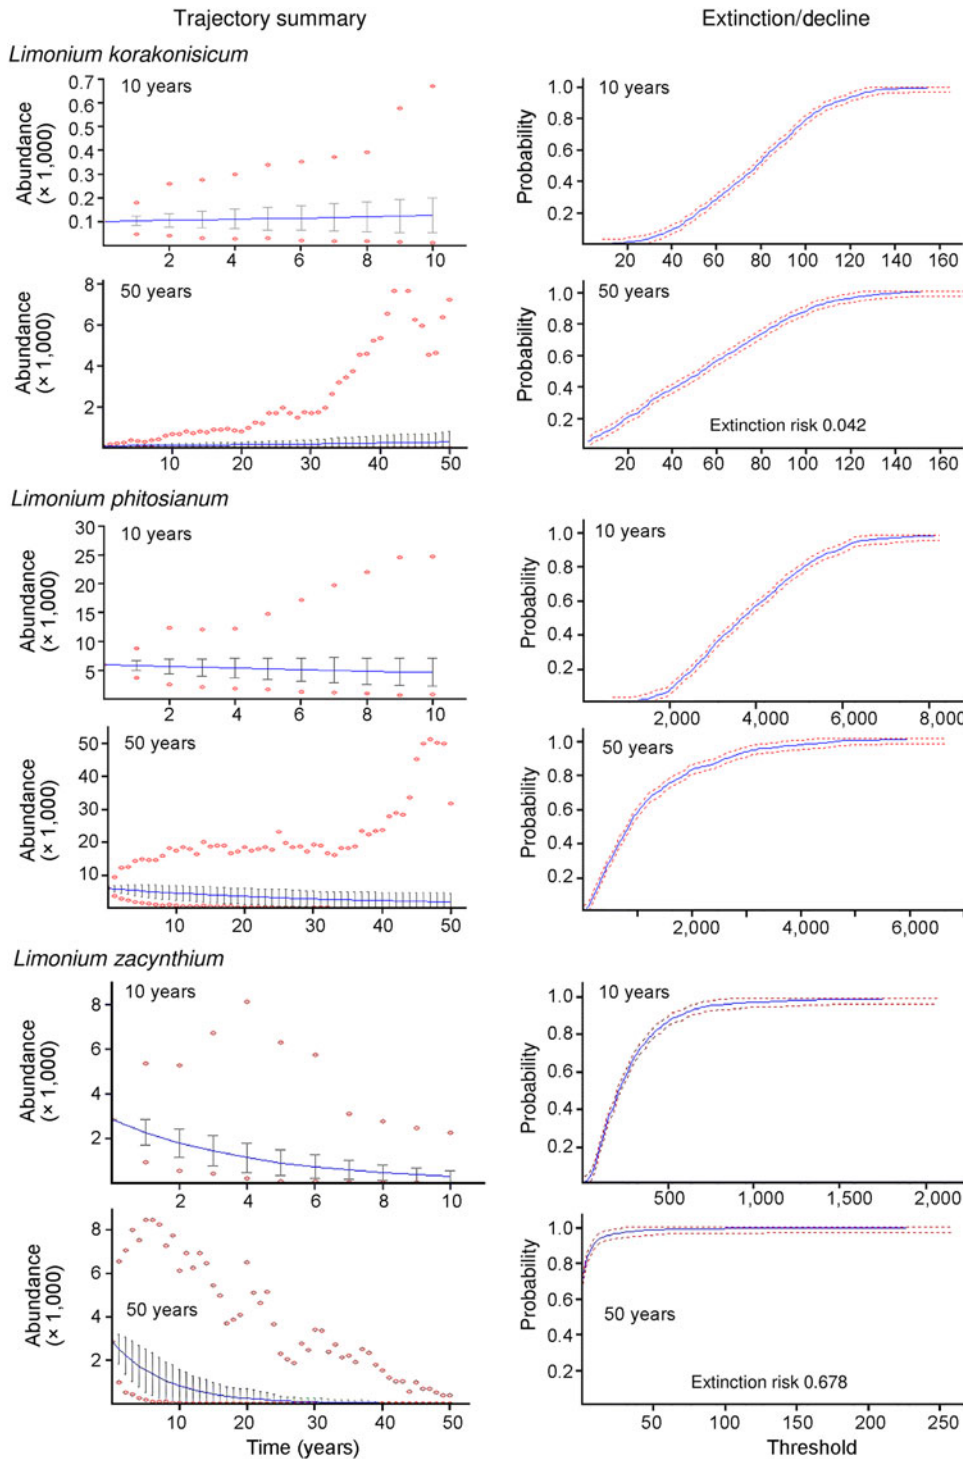 Trajectory summary
Extinction/decline
Limonium korakonisicum
Abundance
(× 1,000)
0.7
0.6
0.5
0.4
0.3
0.2
0.1
10 years
2 4 6 8 10
Probability
1.0
0.8
0.6
0.4
0.2
10 years
20 40 60 80 100 120 140 160
Abundance
(× 1,000)
8
6
4
2
50 years
10 20 30 40 50
Probability
1.0
0.8
0.6
0.4
0.2
50 years
Extinction risk 0.042
20 40 60 80 100 120 140 160
Limonium phitosianum
Abundance
(× 1,000)
30
25
20
15
10
5
10 years
2 4 6 8 10
Probability
1.0
0.8
0.6
0.4
0.2
10 years
2,000 4,000 6,000 8,000
Abundance
(× 1,000)
50
40
30
20
10
50 years
10 20 30 40 50
Probability
1.0
0.8
0.6
0.4
0.2
50 years
2,000 4,000 6,000
Limonium zacynthium
Abundance
(× 1,000)
8
6
4
2
10 years
2 4 6 8 10
Probability
1.0
0.8
0.6
0.4
0.2
10 years
500 1,000 1,500 2,000
Abundance
(× 1,000)
8
6
4
2
50 years
10 20 30 40 50
Time (years)
Probability
1.0
0.8
0.6
0.4
0.2
50 years
Extinction risk 0.678
50 100 150 200 250
Threshold